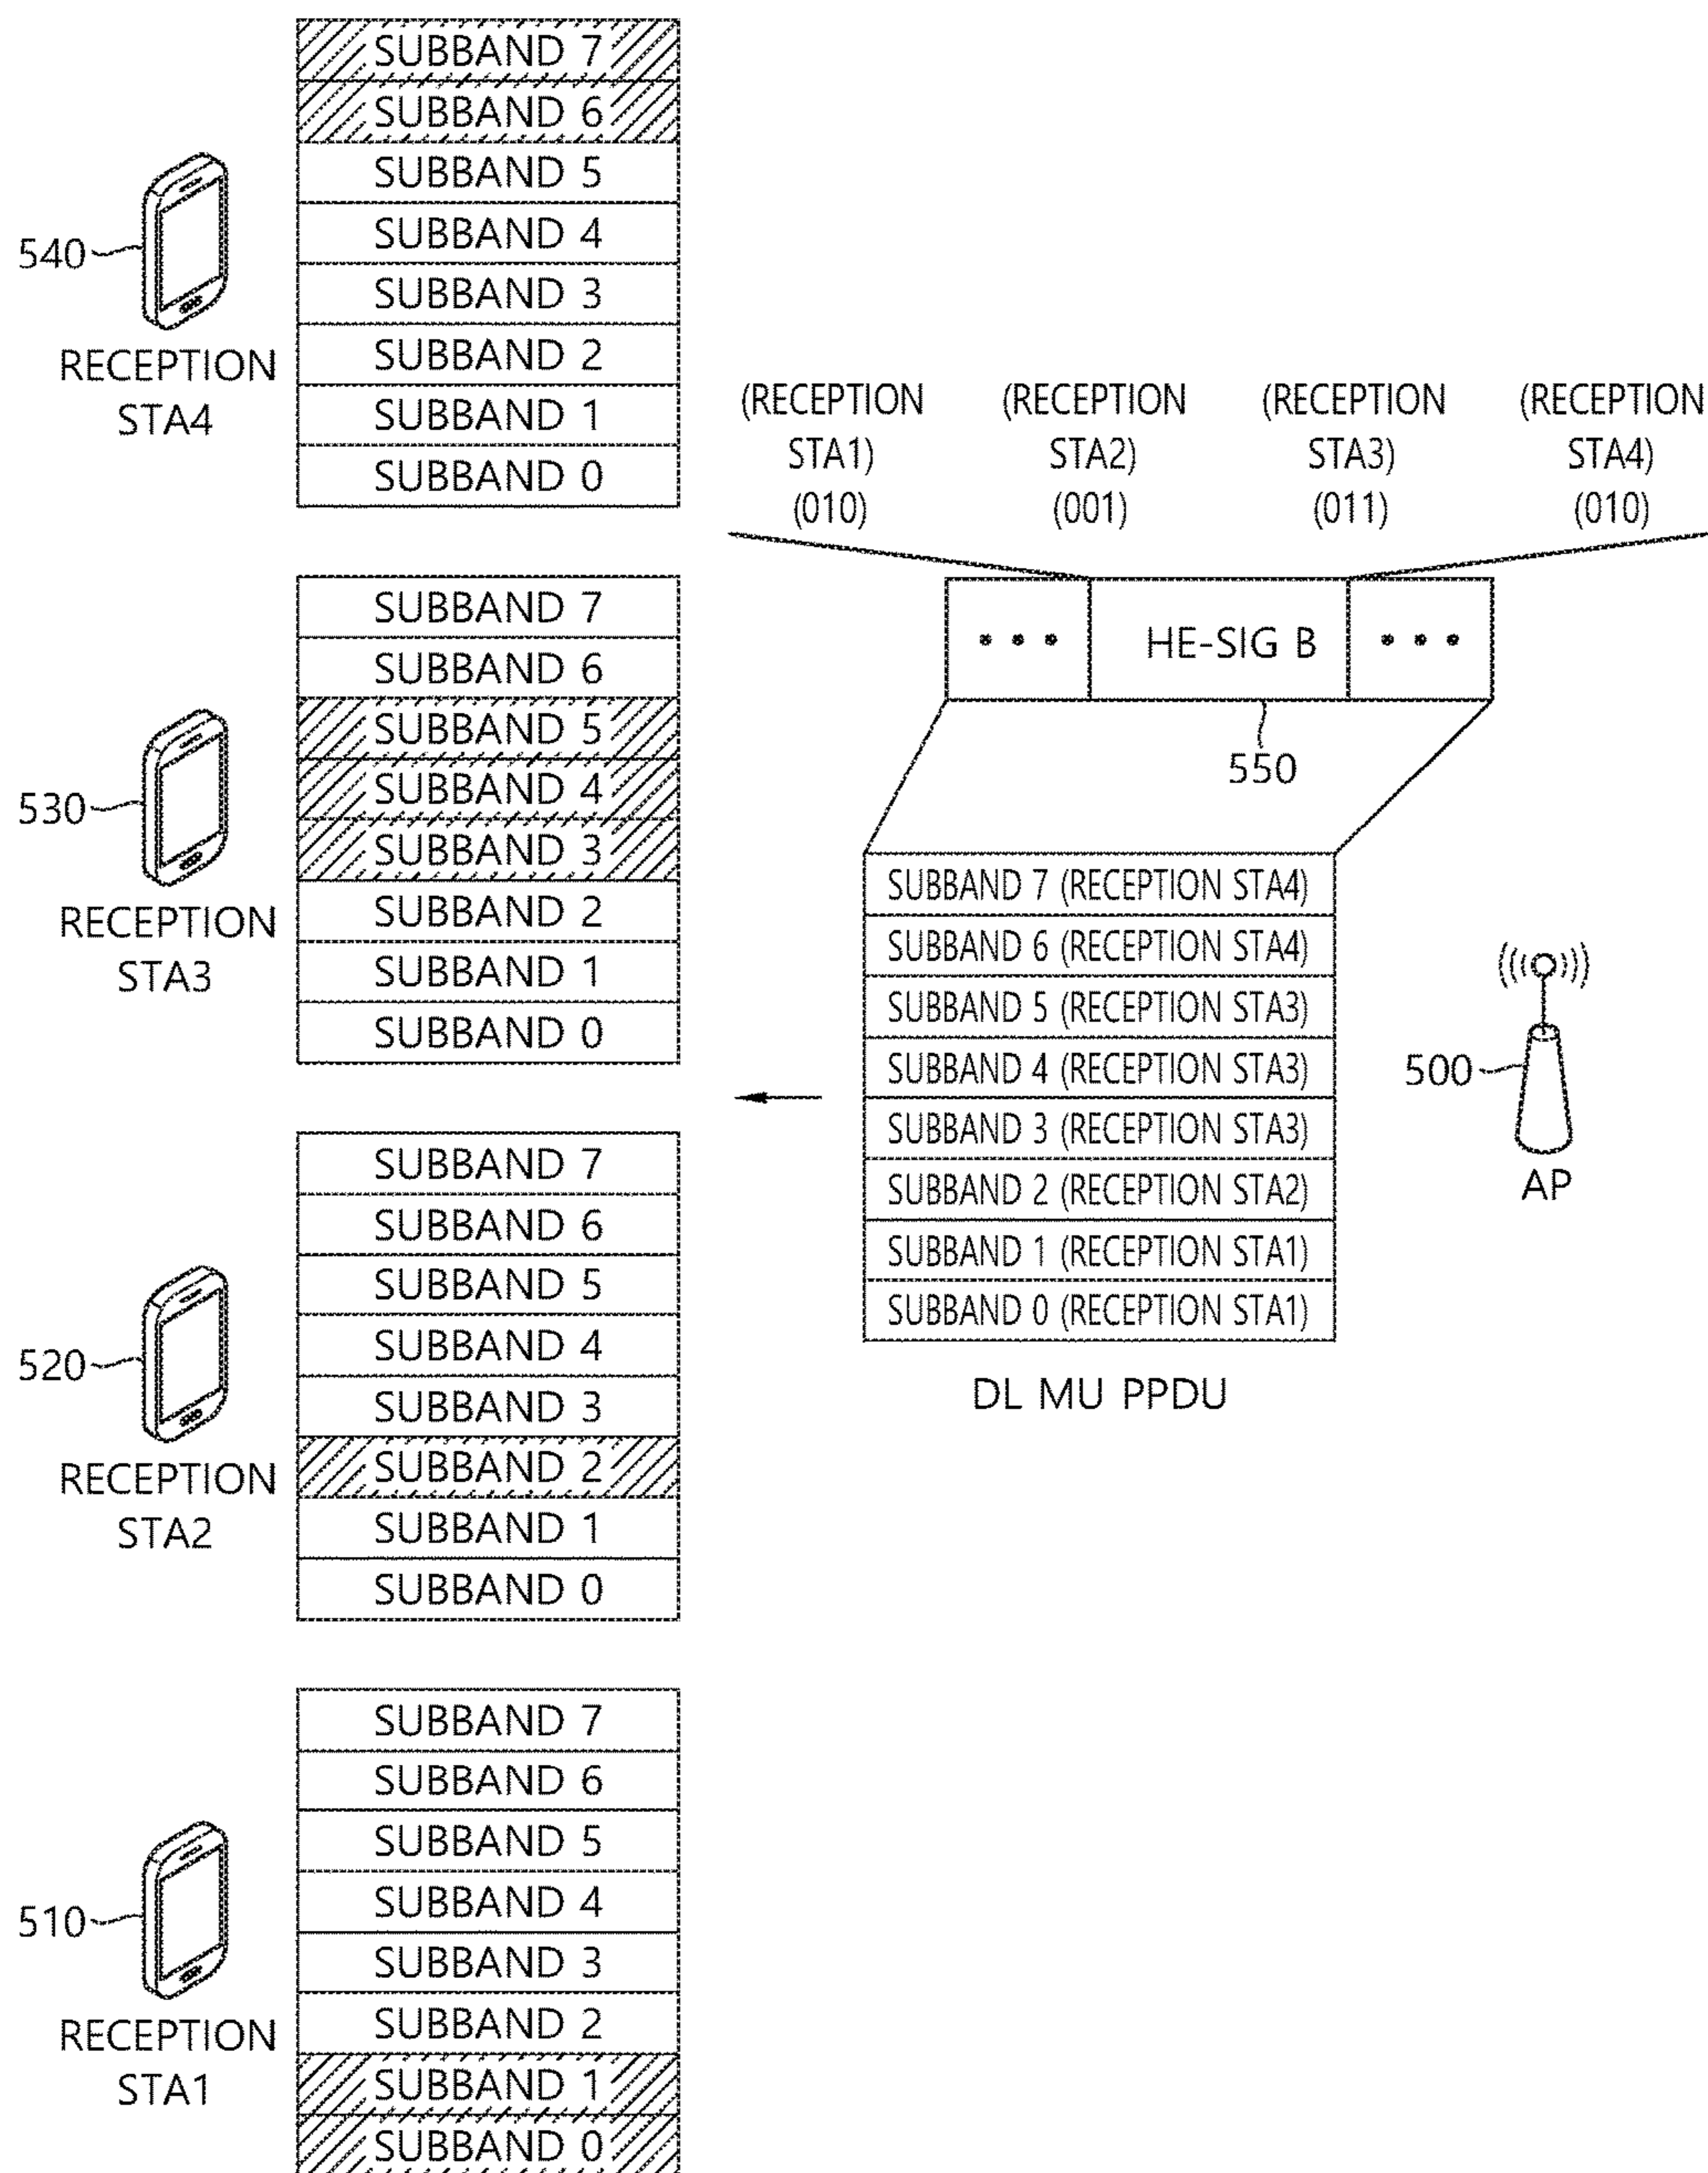 SUBBAND 7
SUBBAND 6
SUBBAND 5
SUBBAND 4
SUBBAND 3
SUBBAND 2
SUBBAND 1
SUBBAND 0
540
RECEPTION
STA4
(RECEPTION
STA1)
(010)
(RECEPTION
STA2)
(001)
(RECEPTION
STA3)
(011)
(RECEPTION
STA4)
(010)
SUBBAND 7
SUBBAND 6
SUBBAND 5
SUBBAND 4
SUBBAND 3
SUBBAND 2
SUBBAND 1
SUBBAND 0
530
RECEPTION
STA3
HE-SIG B
550
SUBBAND 7 (RECEPTION STA4)
SUBBAND 6 (RECEPTION STA4)
SUBBAND 5 (RECEPTION STA3)
SUBBAND 4 (RECEPTION STA3)
SUBBAND 3 (RECEPTION STA3)
SUBBAND 2 (RECEPTION STA2)
SUBBAND 1 (RECEPTION STA1)
SUBBAND 0 (RECEPTION STA1)
DL MU PPDU
500
AP
SUBBAND 7
SUBBAND 6
SUBBAND 5
SUBBAND 4
SUBBAND 3
SUBBAND 2
SUBBAND 1
SUBBAND 0
520
RECEPTION
STA2
SUBBAND 7
SUBBAND 6
SUBBAND 5
SUBBAND 4
SUBBAND 3
SUBBAND 2
SUBBAND 1
SUBBAND 0
510
RECEPTION
STA1